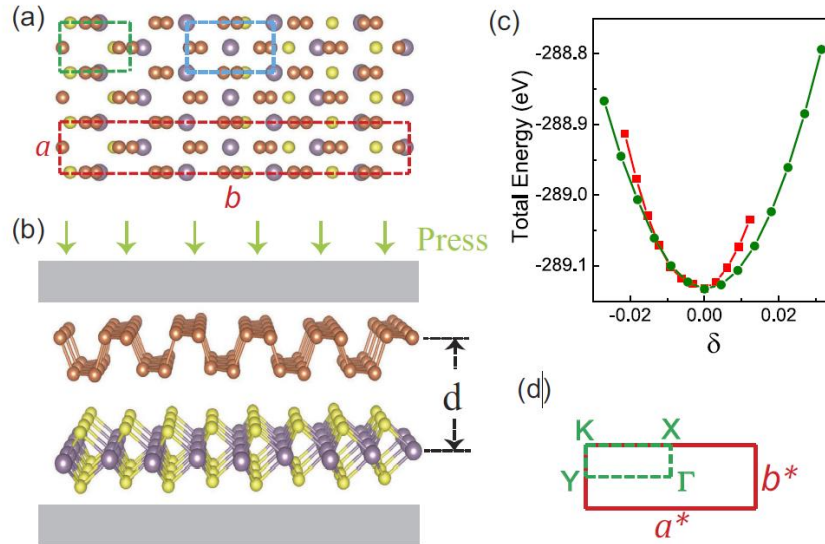 (a)
a
b
(b)
Press
d
(c)
Total Energy (eV)
-288.8
-288.9
-289.0
-289.1
-0.02 0.00 0.02
δ
(d)
K X
Y Γ b*
a*